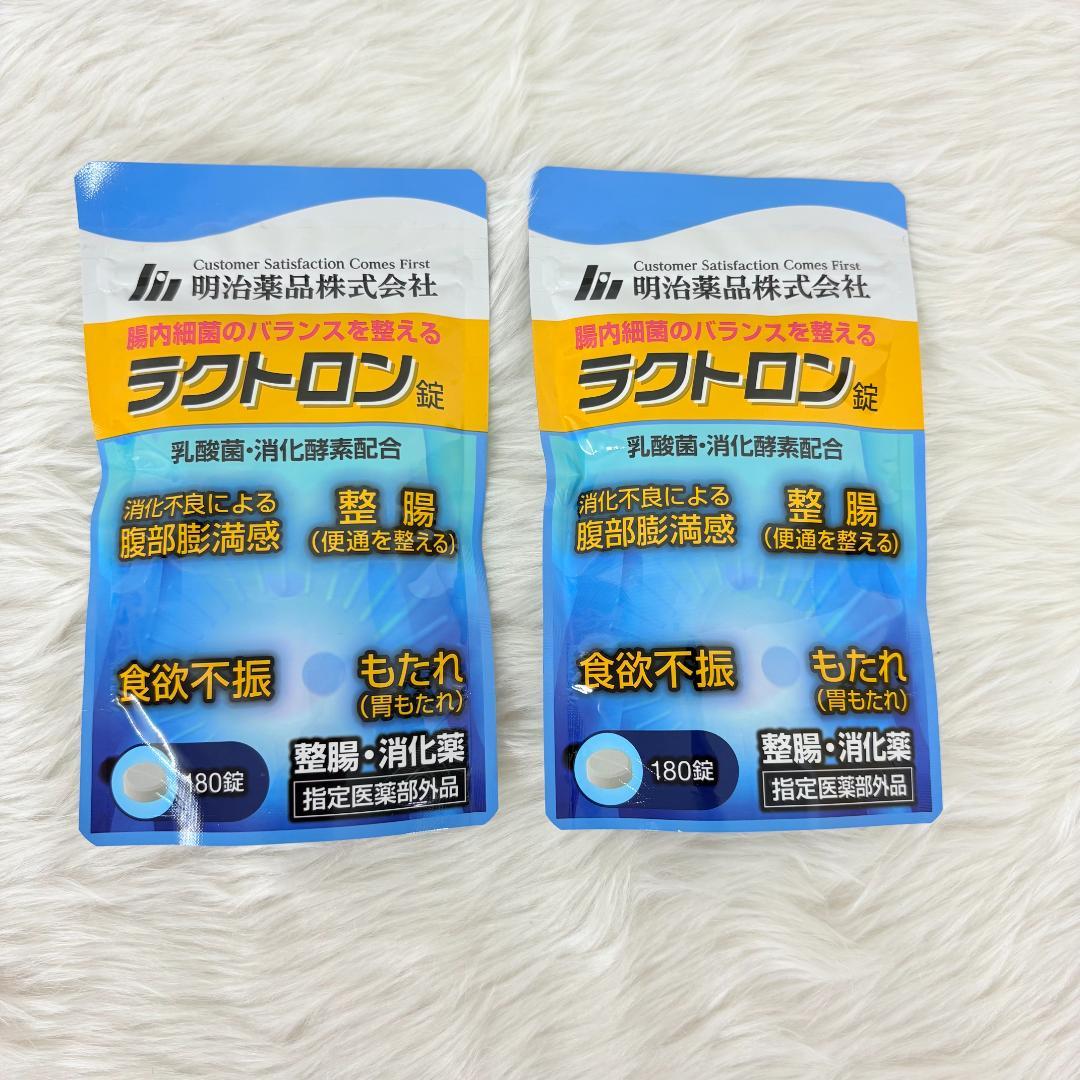 Customer Satisfaction Comes First
明治薬品株式会社
腸内細菌のバランスを整える
ラクトロン錠
乳酸菌・消化酵素配合
消化不良による
腹部膨満感
整腸
(便通を整える)
食欲不振
もたれ
(胃もたれ)
180錠
整腸・消化薬
指定医薬部外品
Customer Satisfaction Comes First
明治薬品株式会社
腸内細菌のバランスを整える
ラクトロン錠
乳酸菌・消化酵素配合
消化不良による
腹部膨満感
整腸
(便通を整える)
食欲不振
もたれ
(胃もたれ)
180錠
整腸・消化薬
指定医薬部外品